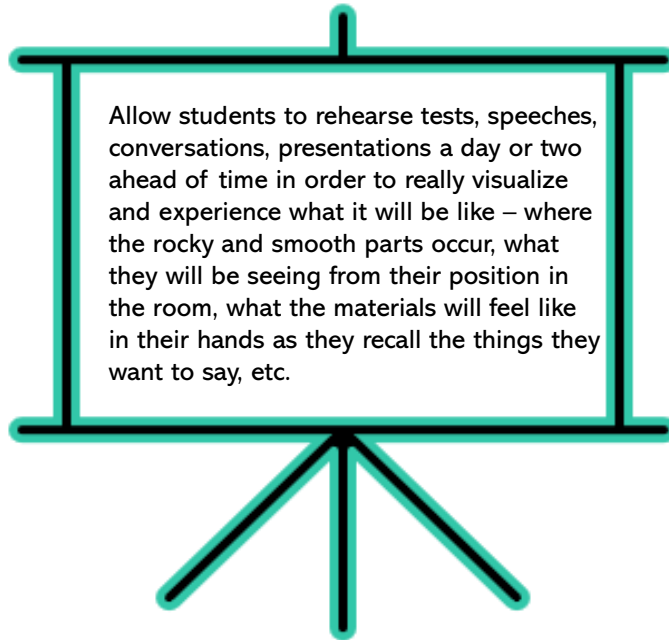 Allow students to rehearse tests, speeches,
conversations, presentations a day or two
ahead of time in order to really visualize
and experience what it will be like – where
the rocky and smooth parts occur, what
they will be seeing from their position in
the room, what the materials will feel like
in their hands as they recall the things they
want to say, etc.